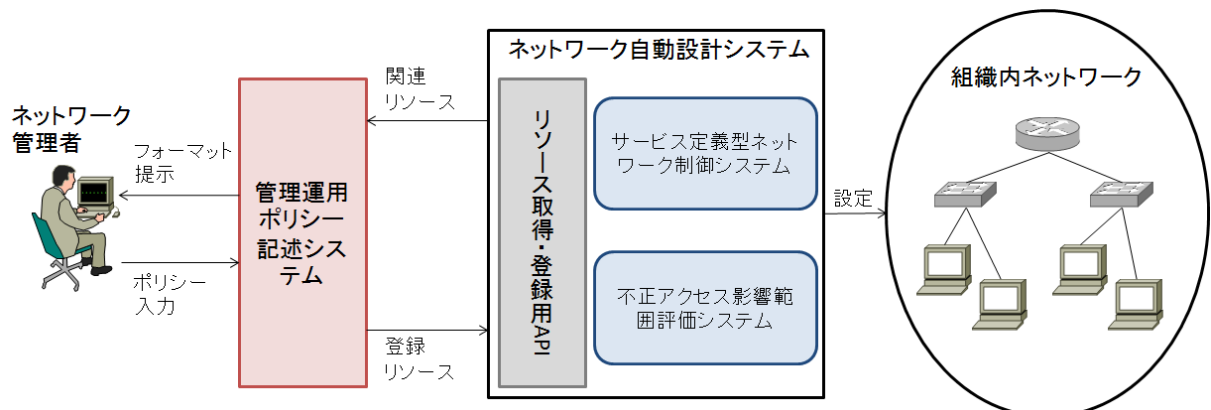 ネットワーク
管理者
フォーマット
提示
ポリシー
入力
管理運用
ポリシー
記述シス
テム
関連
リソース
登録
リソース
ネットワーク自動設計システム
リソース取得・登録用API
サービス定義型ネット
ワーク制御システム
不正アクセス影響範
囲評価システム
設定
組織内ネットワーク